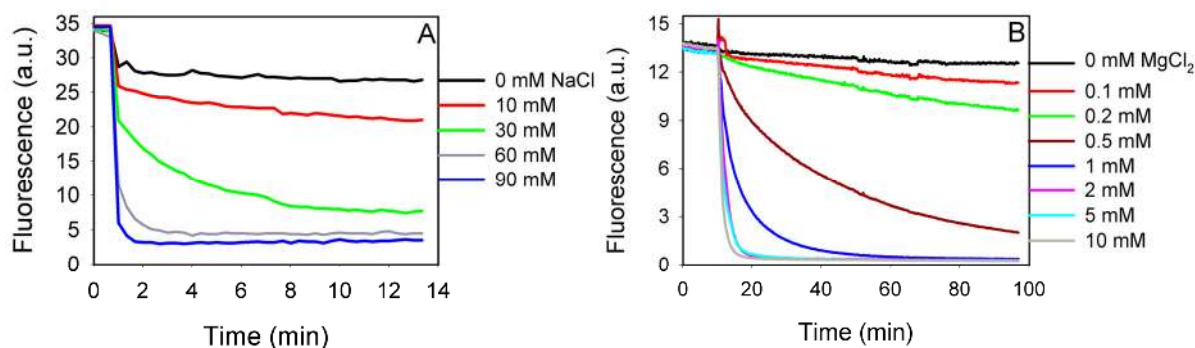 A
Fluorescence (a.u.)
35
30
25
20
15
10
5
0
0 2 4 6 8 10 12 14
Time (min)
0 mM NaCl
10 mM
30 mM
60 mM
90 mM
B
Fluorescence (a.u.)
15
12
9
6
3
0
0 20 40 60 80 100
Time (min)
0 mM MgCl₂
0.1 mM
0.2 mM
0.5 mM
1 mM
2 mM
5 mM
10 mM